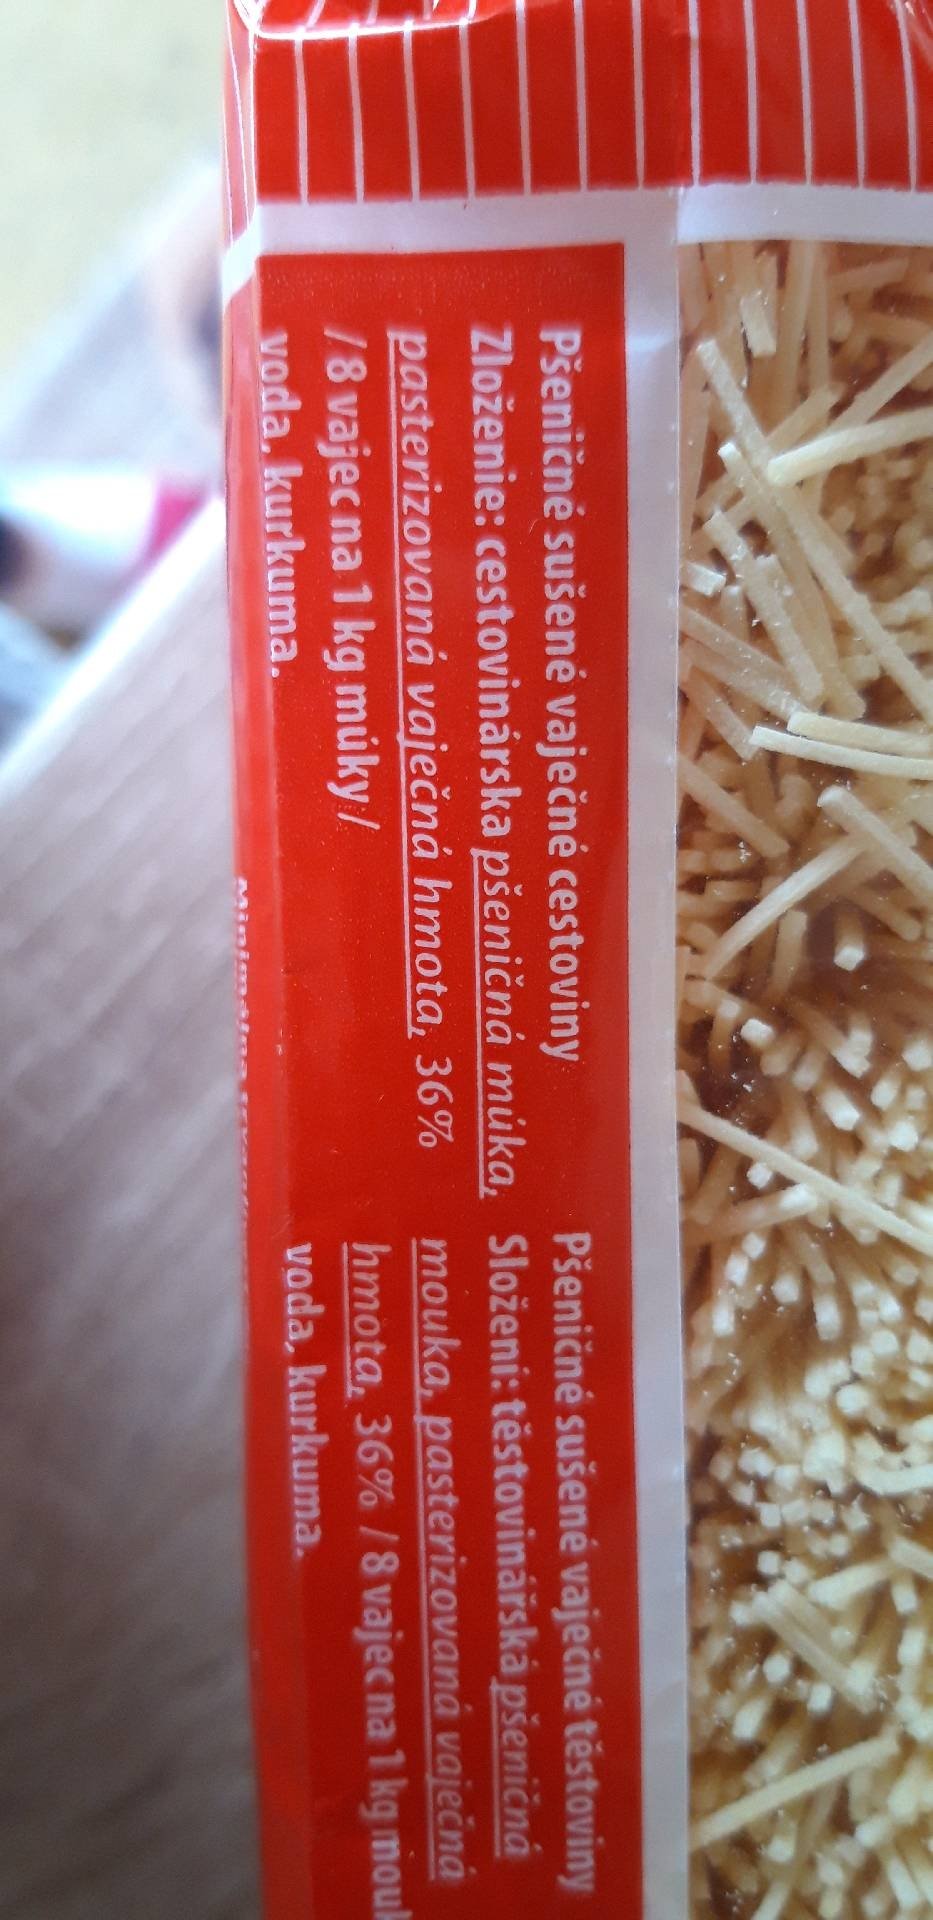 Pšeničné sušené vaječné cestoviny
Zloženie: cestovinárska pšeničná múka,
pasterizovaná vaječná hmota, 36%
/ 8 vajec na 1 kg múky /
voda, kurkuma.
Pšeničné sušené vaječné těstoviny
Složení: těstovinářská pšeničná
mouka, pasterizovaná vaječná
hmota, 36% / 8 vajec na 1 kg
voda, kurkuma.